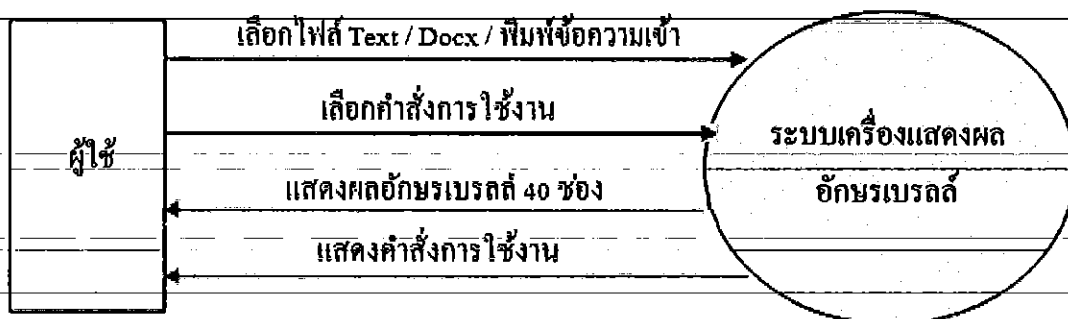 เลือกไฟล์ Text / Docx / พิมพ์ข้อความเข้า
เลือกคำสั่งการใช้งาน
ผู้ใช้
ระบบเครื่องแสดงผล
อักษรเบรลล์
แสดงผลอักษรเบรลล์ 40 ช่อง
แสดงคำสั่งการใช้งาน